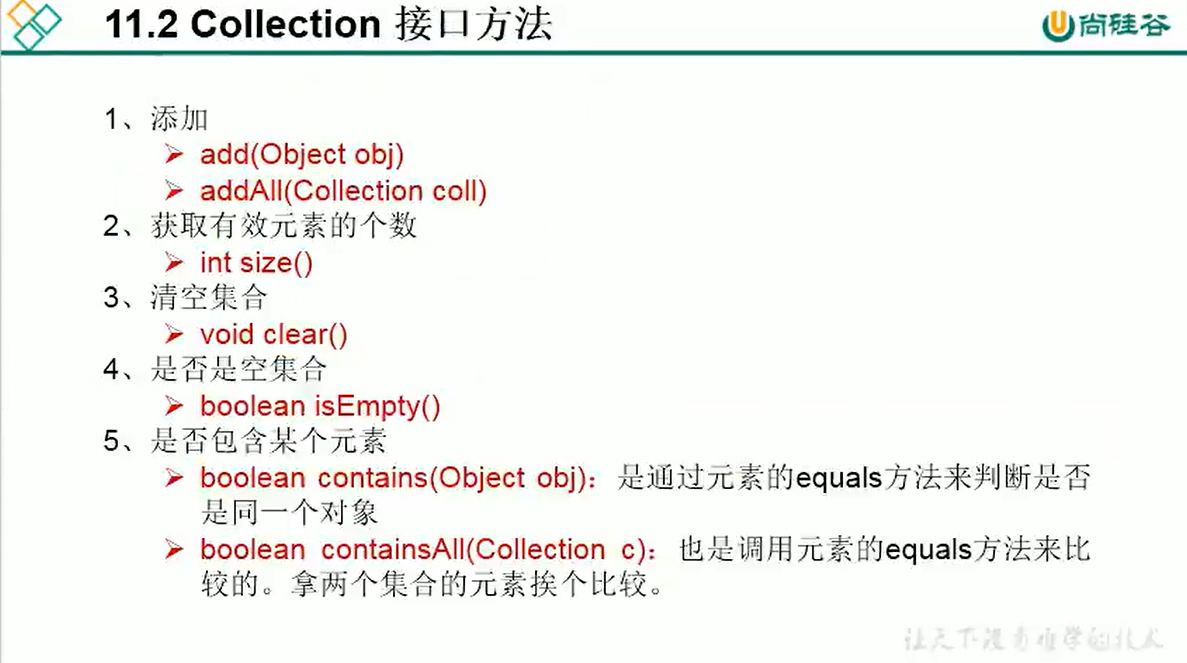 11.2 Collection 接口方法
尚硅谷
1、添加
➢ add(Object obj)
➢ addAll(Collection coll)
2、获取有效元素的个数
➢ int size()
3、清空集合
➢ void clear()
4、是否是空集合
➢ boolean isEmpty()
5、是否包含某个元素
➢ boolean contains(Object obj)：是通过元素的equals方法来判断是否
是同一个对象
➢ boolean containsAll(Collection c)：也是调用元素的equals方法来比
较的。拿两个集合的元素挨个比较。
让天下没有难学的技术